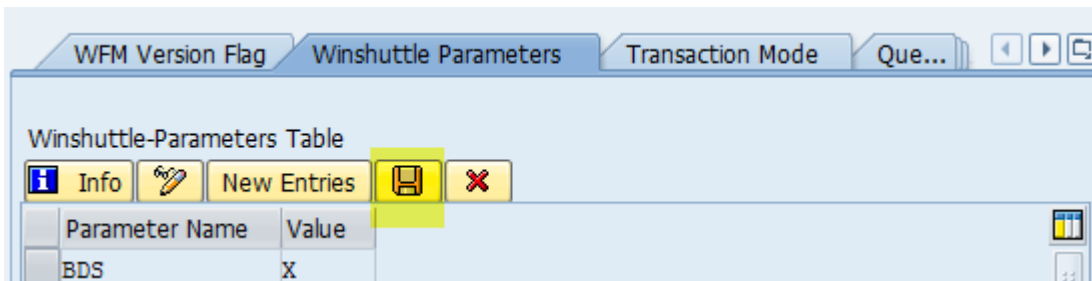 WFM Version Flag Winshuttle Parameters Transaction Mode Que...
Winshuttle-Parameters Table
Info New Entries
Parameter Name Value
BDS X